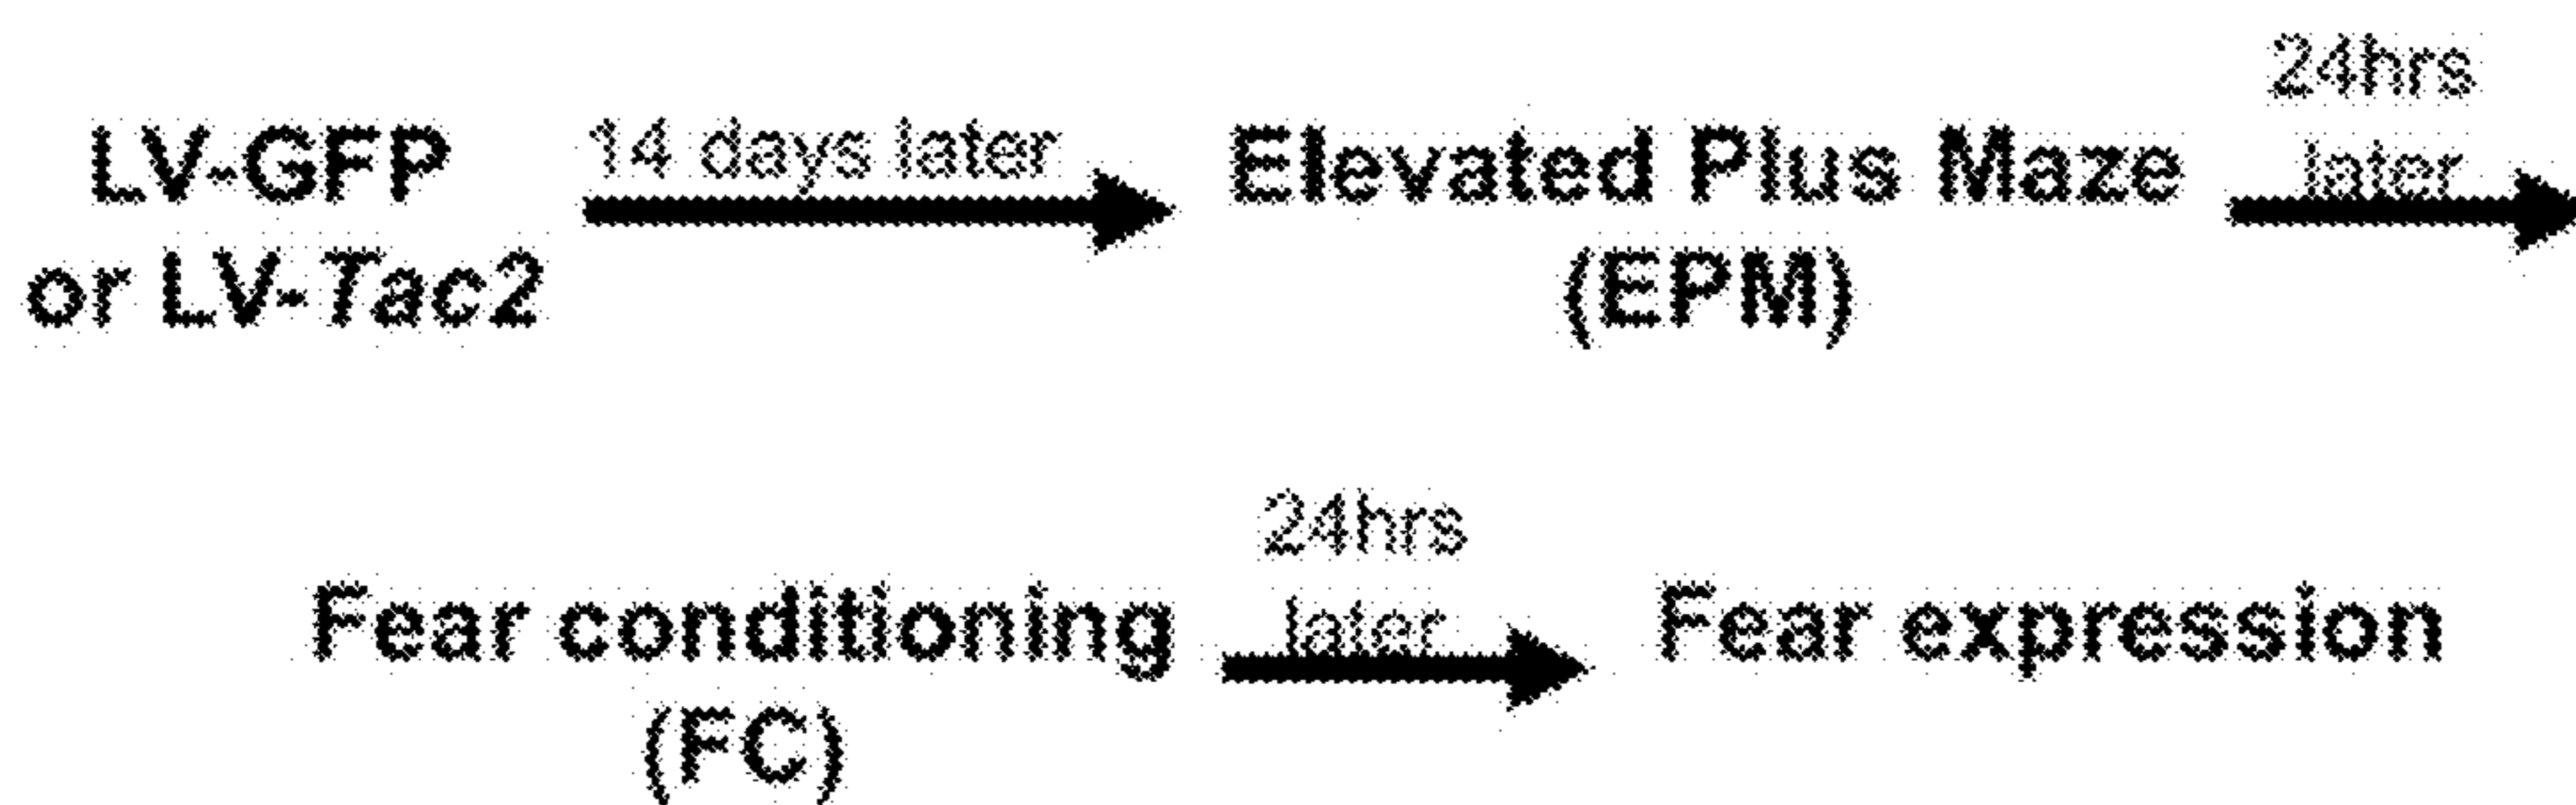 LV-GFP
or LV-Tac2
14 days later
Elevated Plus Maze
(EPM)
24hrs
later
Fear conditioning
(FC)
24hrs
later
Fear expression